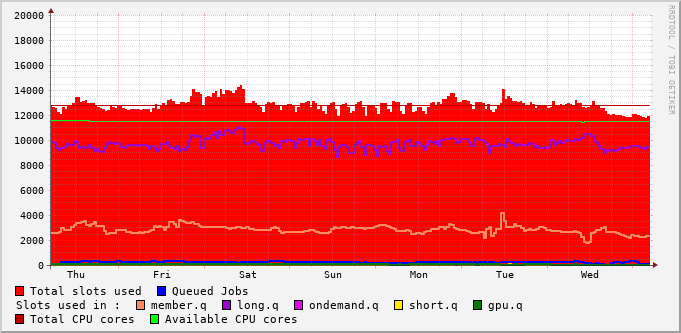 20000
18000
16000
14000
12000
10000
8000
6000
4000
2000
0
Thu Fri Sat Sun Mon Tue Wed
Total slots used Queued Jobs
Slots used in : member.q long.q ondemand.q short.q gpu.q
Total CPU cores Available CPU cores
RRDTOOL / TOBI OETIKER